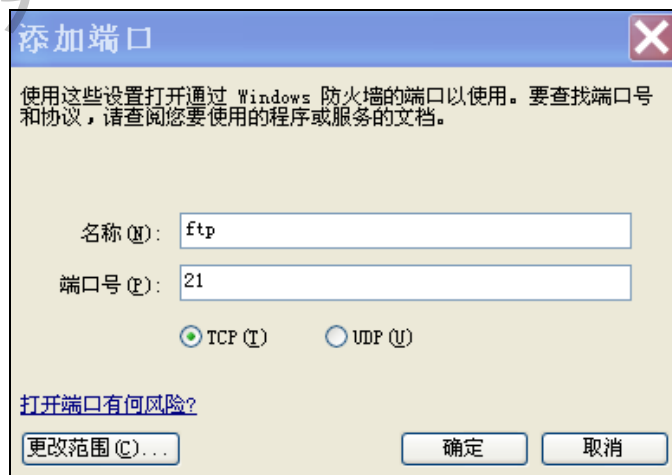 添加端口
使用这些设置打开通过 Windows 防火墙的端口以使用。要查找端口号
和协议，请查阅您要使用的程序或服务的文档。
名称(N): ftp
端口号(P): 21
TCP(T) UDP(U)
打开端口有何风险?
更改范围(C)... 确定 取消